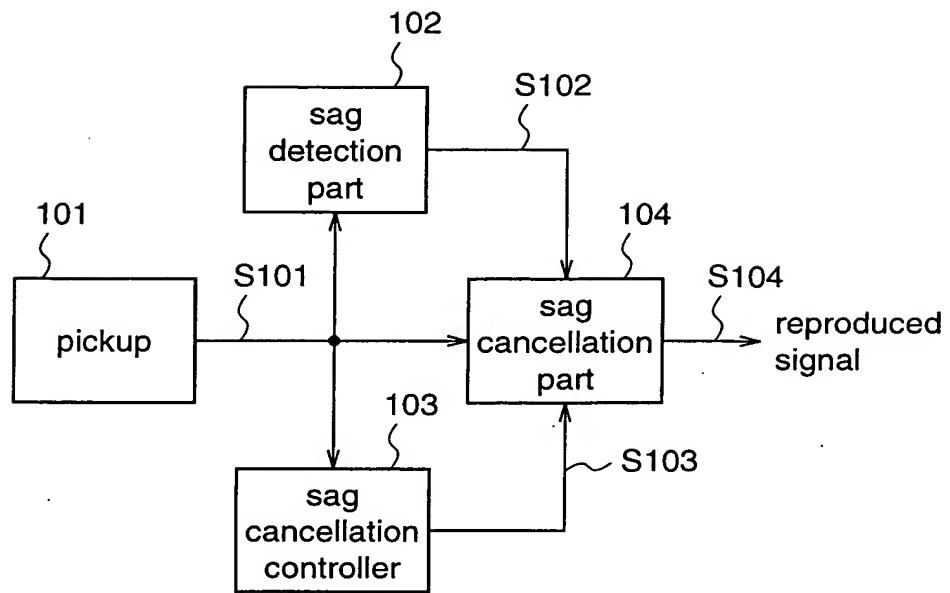 102
S102
sag
detection
part
101
S101
104
S104
pickup
sag
cancellation
part
reproduced
signal
103
S103
sag
cancellation
controller